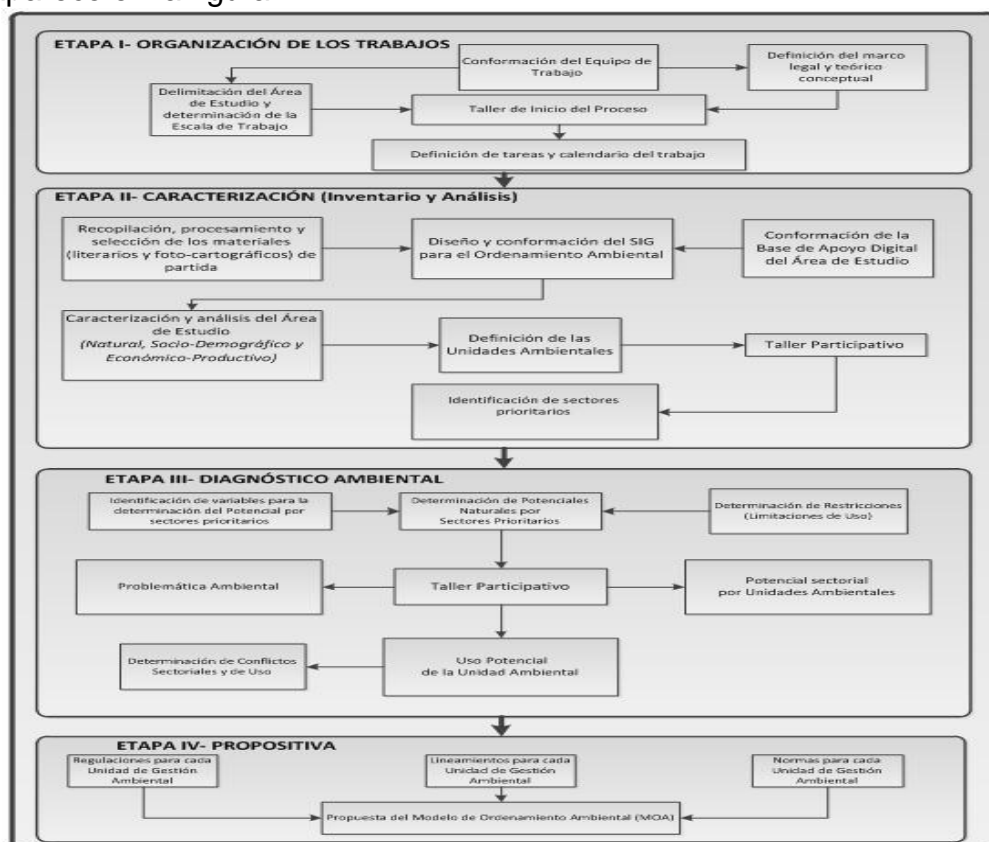 ETAPA I- ORGANIZACIÓN DE LOS TRABAJOS
Conformación del Equipo de
Trabajo
Definición del marco
legal y teórico
conceptual
Delimitación del Área
de Estudio y
determinación de la
Escala de Trabajo
Taller de Inicio del Proceso
Definición de tareas y calendario del trabajo
ETAPA II- CARACTERIZACIÓN (Inventario y Análisis)
Recopilación, procesamiento y
selección de los materiales
(literarios y foto-cartográficos) de
partida
Diseño y conformación del SIG
para el Ordenamiento Ambiental
Conformación de la
Base de Apoyo Digital
del Área de Estudio
Caracterización y análisis del Área
de Estudio
(Natural, Socio-Demográfico y
Económico-Productivo)
Definición de las
Unidades Ambientales
Taller Participativo
Identificación de sectores
prioritarios
ETAPA III- DIAGNÓSTICO AMBIENTAL
Identificación de variables para la
determinación del Potencial por
sectores prioritarios
Determinación de Potenciales
Naturales por
Sectores Prioritarios
Determinación de Restricciones
(Limitaciones de Uso)
Problemática Ambiental
Taller Participativo
Potencial sectorial
por Unidades Ambientales
Determinación de Conflictos
Sectoriales y de Uso
Uso Potencial
de la Unidad Ambiental
ETAPA IV- PROPOSITIVA
Regulaciones para cada
Unidad de Gestión
Ambiental
Lineamientos para cada
Unidad de Gestión
Ambiental
Normas para cada
Unidad de Gestión
Ambiental
Propuesta del Modelo de Ordenamiento Ambiental (MOA)